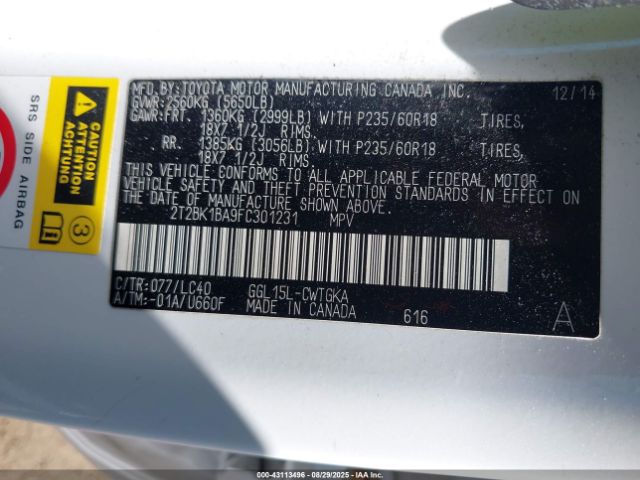 MFD.BY:TOYOTA MOTOR MANUFACTURING CANADA INC. 12/14
GVWR:2560KG (5650LB)
GAWR:FRT. 1360KG (2999LB) WITH P235/60R18 TIRES,
18X7.1/2J RIMS.
RR. 1385KG (3056LB) WITH P235/60R18 TIRES,
18X7.1/2J RIMS.
THIS VEHICLE CONFORMS TO ALL APPLICABLE FEDERAL MOTOR
VEHICLE SAFETY AND THEFT PREVENTION STANDARDS IN EFFECT ON
THE DATE OF MANUFACTURE SHOWN ABOVE.
2T2BK1BA9FC301231 MPV
C/TR:077/LC40 GGL15L-CWTGKA
A/TM:-01A/U660F MADE IN CANADA 616 A
SRS SIDE AIRBAG
CAUTION
ATTENTION
ACHTUNG
3
© 43113496 - 08/29/2025 - IAAI.COM